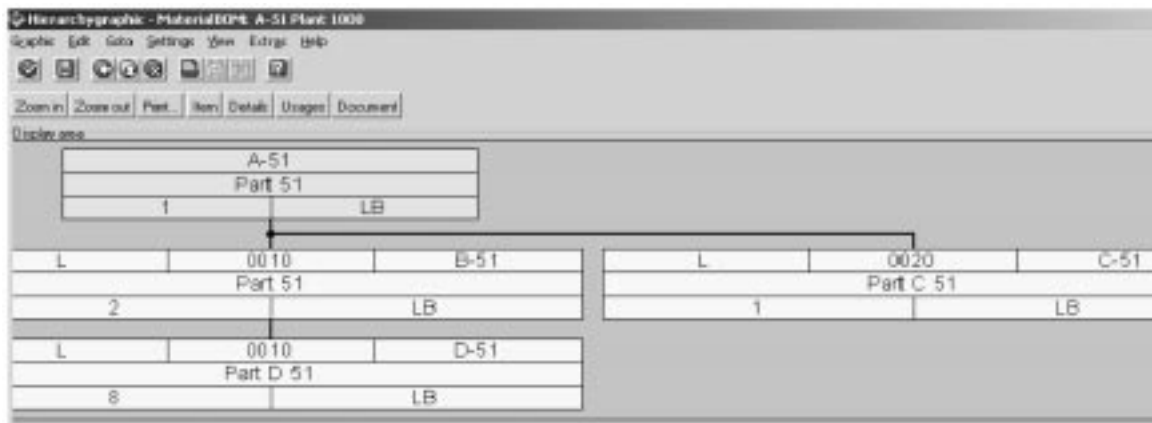 Hierarchygraphic - MaterialBOM: A-51 Plant 1000
Graphic Edit Goto Settings View Extras Help
Zoom in Zoom out Print... Item Details Usages Document
Display area
A-51
Part 51
1 LB
L 0010 B-51 L 0020 C-51
Part 51 Part C 51
2 LB 1 LB
L 0010 D-51
Part D 51
8 LB